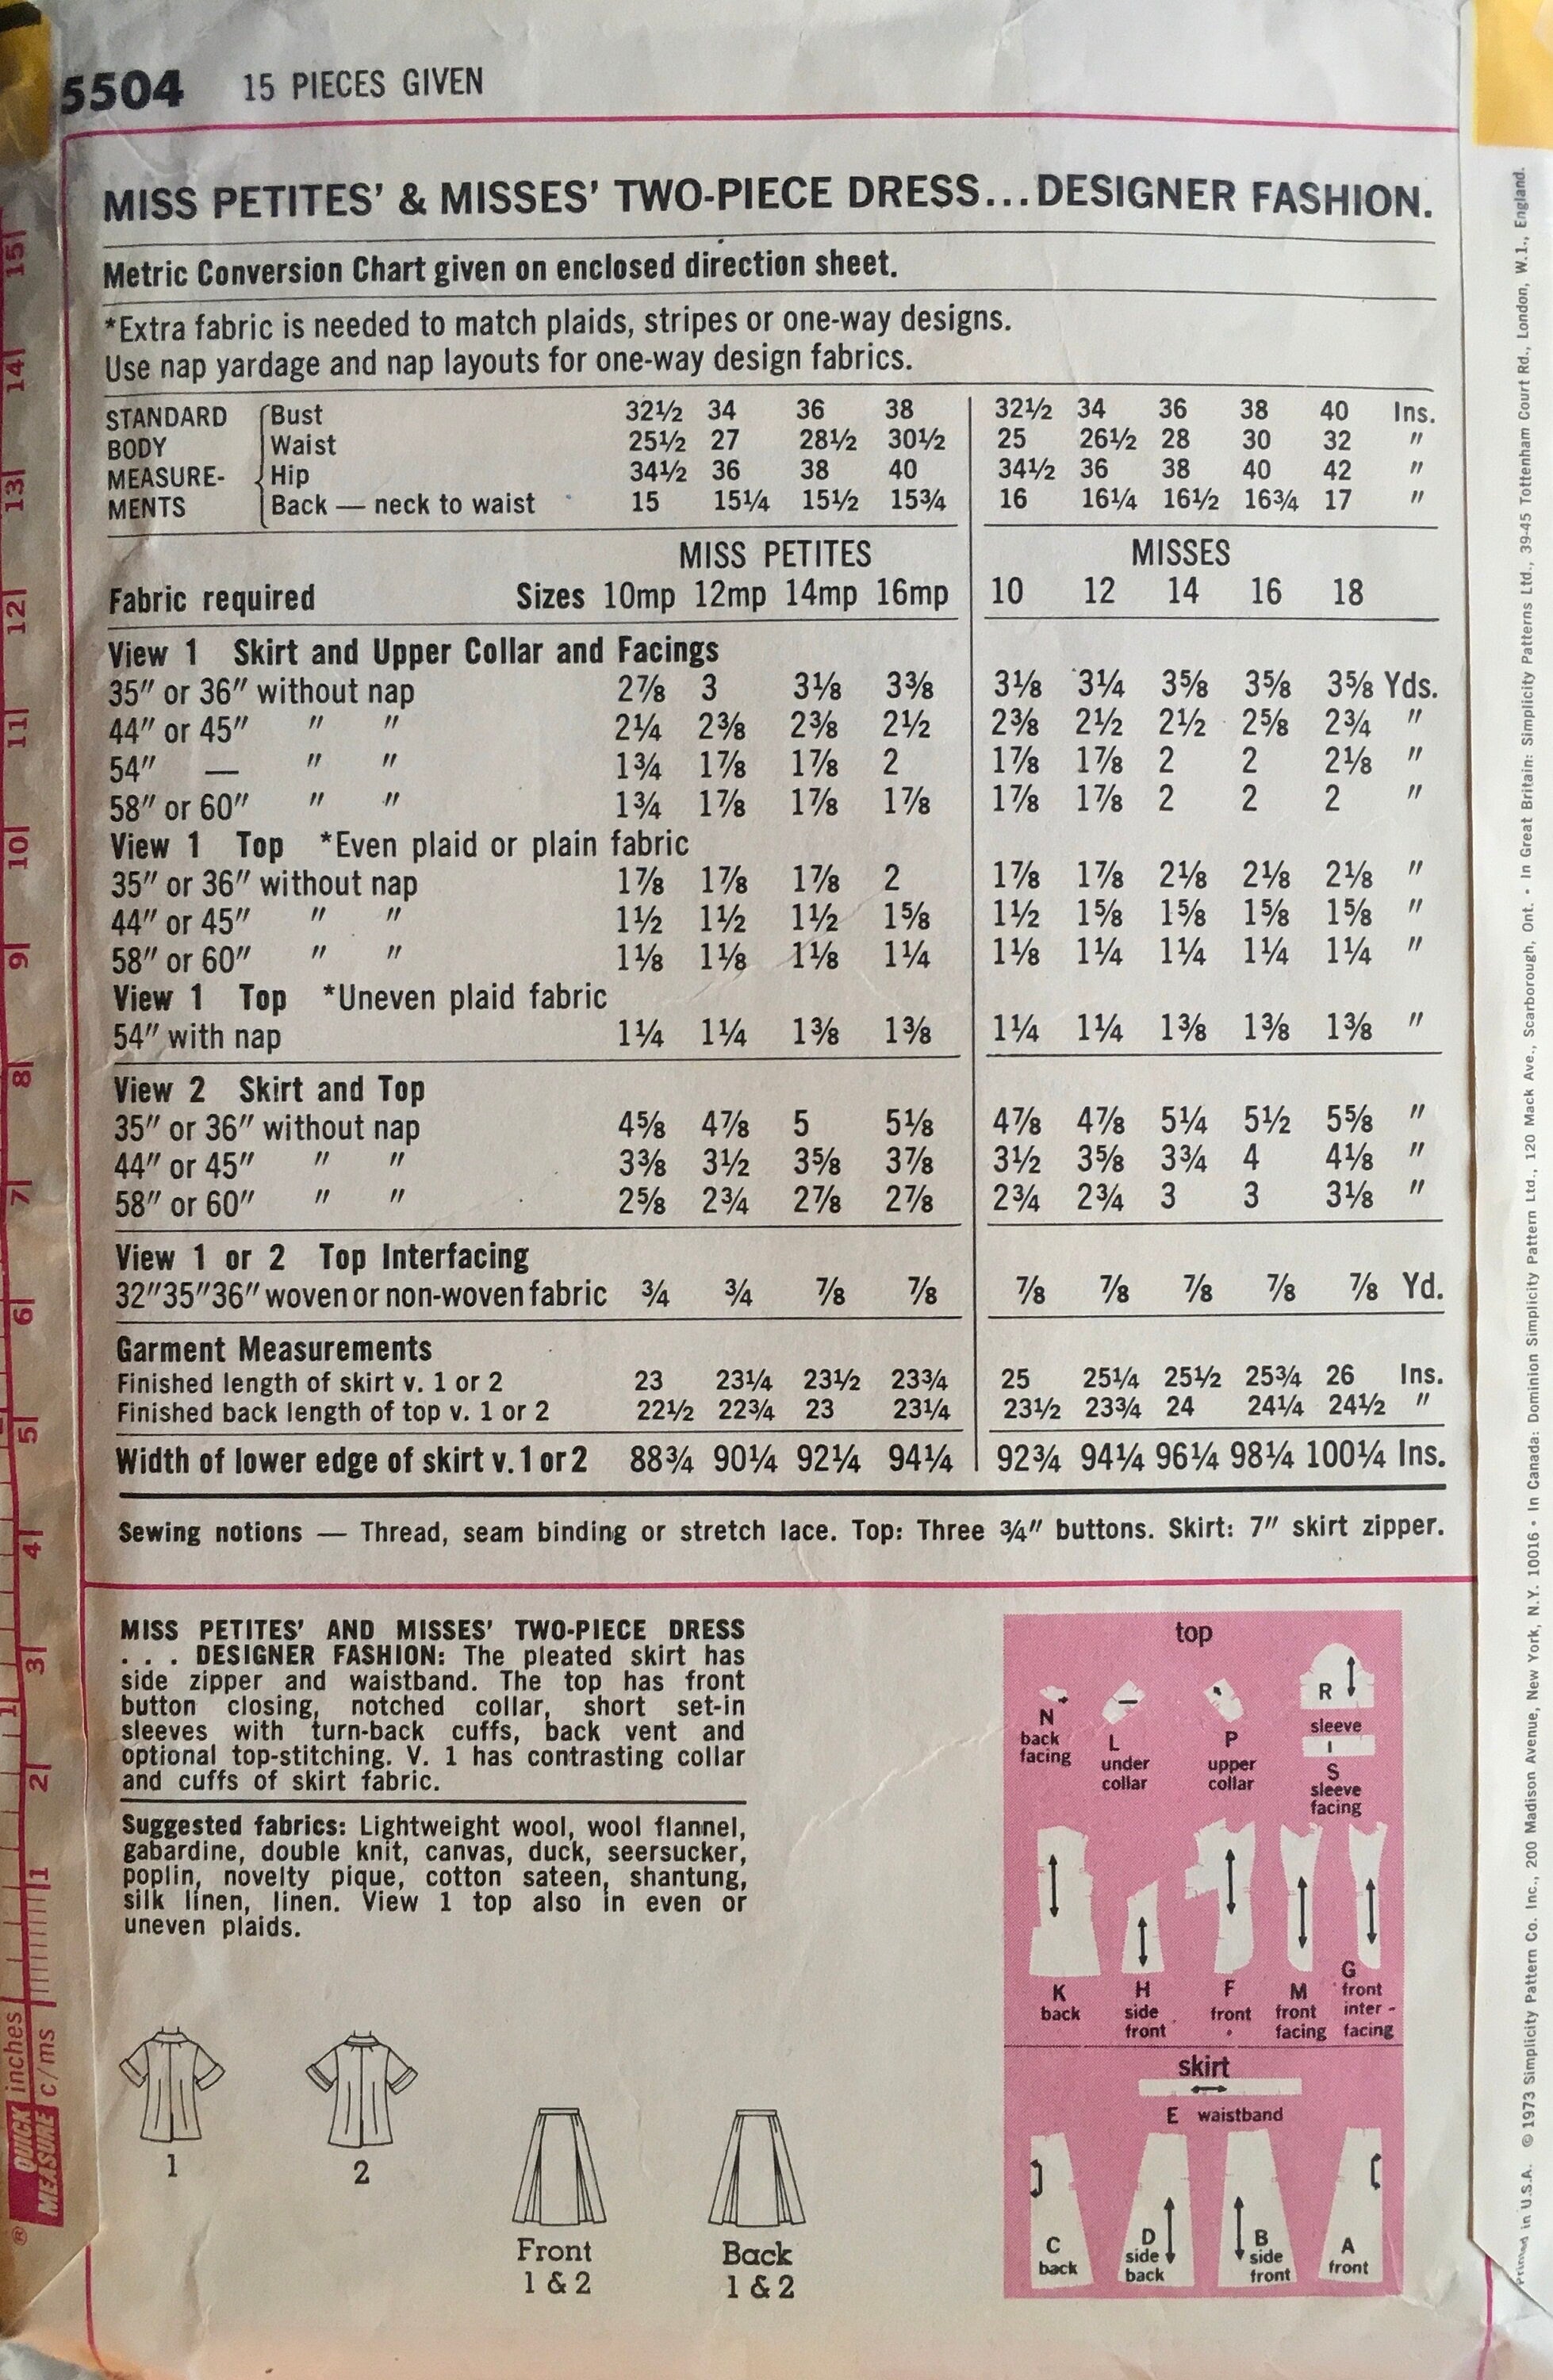 5504 15 PIECES GIVEN
MISS PETITES' & MISSES' TWO-PIECE DRESS...DESIGNER FASHION.
Metric Conversion Chart given on enclosed direction sheet.
*Extra fabric is needed to match plaids, stripes or one-way designs.
Use nap yardage and nap layouts for one-way design fabrics.
STANDARD Bust 32½ 34 36 38 32½ 34 36 38 40 Ins.
BODY Waist 25½ 27 28½ 30½ 25 26½ 28 30 32 "
MEASURE- Hip 34½ 36 38 40 34½ 36 38 40 42 "
MENTS Back — neck to waist 15 15¼ 15½ 15¾ 16 16¼ 16½ 16¾ 17 "
MISS PETITES MISSES
Fabric required Sizes 10mp 12mp 14mp 16mp 10 12 14 16 18
View 1 Skirt and Upper Collar and Facings
35" or 36" without nap 2⅞ 3 3⅛ 3⅜ 3⅛ 3¼ 3⅝ 3⅝ 3⅝ Yds.
44" or 45" " " 2¼ 2⅜ 2⅜ 2½ 2⅜ 2½ 2½ 2⅝ 2¾ "
54" — " " 1¾ 1⅞ 1⅞ 2 1⅞ 1⅞ 2 2 2⅛ "
58" or 60" " " 1¾ 1⅞ 1⅞ 1⅞ 1⅞ 1⅞ 2 2 2 "
View 1 Top *Even plaid or plain fabric
35" or 36" without nap 1⅞ 1⅞ 1⅞ 2 1⅞ 1⅞ 2⅛ 2⅛ 2⅛ "
44" or 45" " " 1½ 1½ 1½ 1⅝ 1½ 1⅝ 1⅝ 1⅝ 1⅝ "
58" or 60" " " 1⅛ 1⅛ 1⅛ 1¼ 1⅛ 1¼ 1¼ 1¼ 1¼ "
View 1 Top *Uneven plaid fabric
54" with nap 1¼ 1¼ 1⅜ 1⅜ 1¼ 1¼ 1⅜ 1⅜ 1⅜ "
View 2 Skirt and Top
35" or 36" without nap 4⅝ 4⅞ 5 5⅛ 4⅞ 4⅞ 5¼ 5½ 5⅝ "
44" or 45" " " 3⅜ 3½ 3⅝ 3⅞ 3½ 3⅝ 3¾ 4 4⅛ "
58" or 60" " " 2⅝ 2¾ 2⅞ 2⅞ 2¾ 2¾ 3 3 3⅛ "
View 1 or 2 Top Interfacing
32"35"36" woven or non-woven fabric ¾ ¾ ⅞ ⅞ ⅞ ⅞ ⅞ ⅞ ⅞ Yd.
Garment Measurements
Finished length of skirt v. 1 or 2 23 23¼ 23½ 23¾ 25 25¼ 25½ 25¾ 26 Ins.
Finished back length of top v. 1 or 2 22½ 22¾ 23 23¼ 23½ 23¾ 24 24¼ 24½ "
Width of lower edge of skirt v. 1 or 2 88¾ 90¼ 92¼ 94¼ 92¾ 94¼ 96¼ 98¼ 100¼ Ins.
Sewing notions — Thread, seam binding or stretch lace. Top: Three ¾" buttons. Skirt: 7" skirt zipper.
MISS PETITES' AND MISSES' TWO-PIECE DRESS
. . . DESIGNER FASHION: The pleated skirt has
side zipper and waistband. The top has front
button closing, notched collar, short set-in
sleeves with turn-back cuffs, back vent and
optional top-stitching. V. 1 has contrasting collar
and cuffs of skirt fabric.
Suggested fabrics: Lightweight wool, wool flannel,
gabardine, double knit, canvas, duck, seersucker,
poplin, novelty pique, cotton sateen, shantung,
silk linen, linen. View 1 top also in even or
uneven plaids.
1
2
Front
1 & 2
Back
1 & 2
top
N
back
facing
L
under
collar
P
upper
collar
R
sleeve
S
sleeve
facing
K
back
H
side
front
F
front
M
front
facing
G
front
inter-
facing
skirt
E waistband
C
back
D
side
back
B
side
front
A
front
15
14
13
12
11
10
9
8
7
6
5
4
3
2
1
1
QUICK inches
MEASURE c/ms
®
Printed in U.S.A. © 1973 Simplicity Pattern Co. Inc., 200 Madison Avenue, New York, N.Y. 10016 • In Canada: Dominion Simplicity Pattern Ltd., 120 Mack Ave., Scarborough, Ont. • In Great Britain: Simplicity Patterns Ltd., 39-45 Tottenham Court Rd., London, W.1., England.